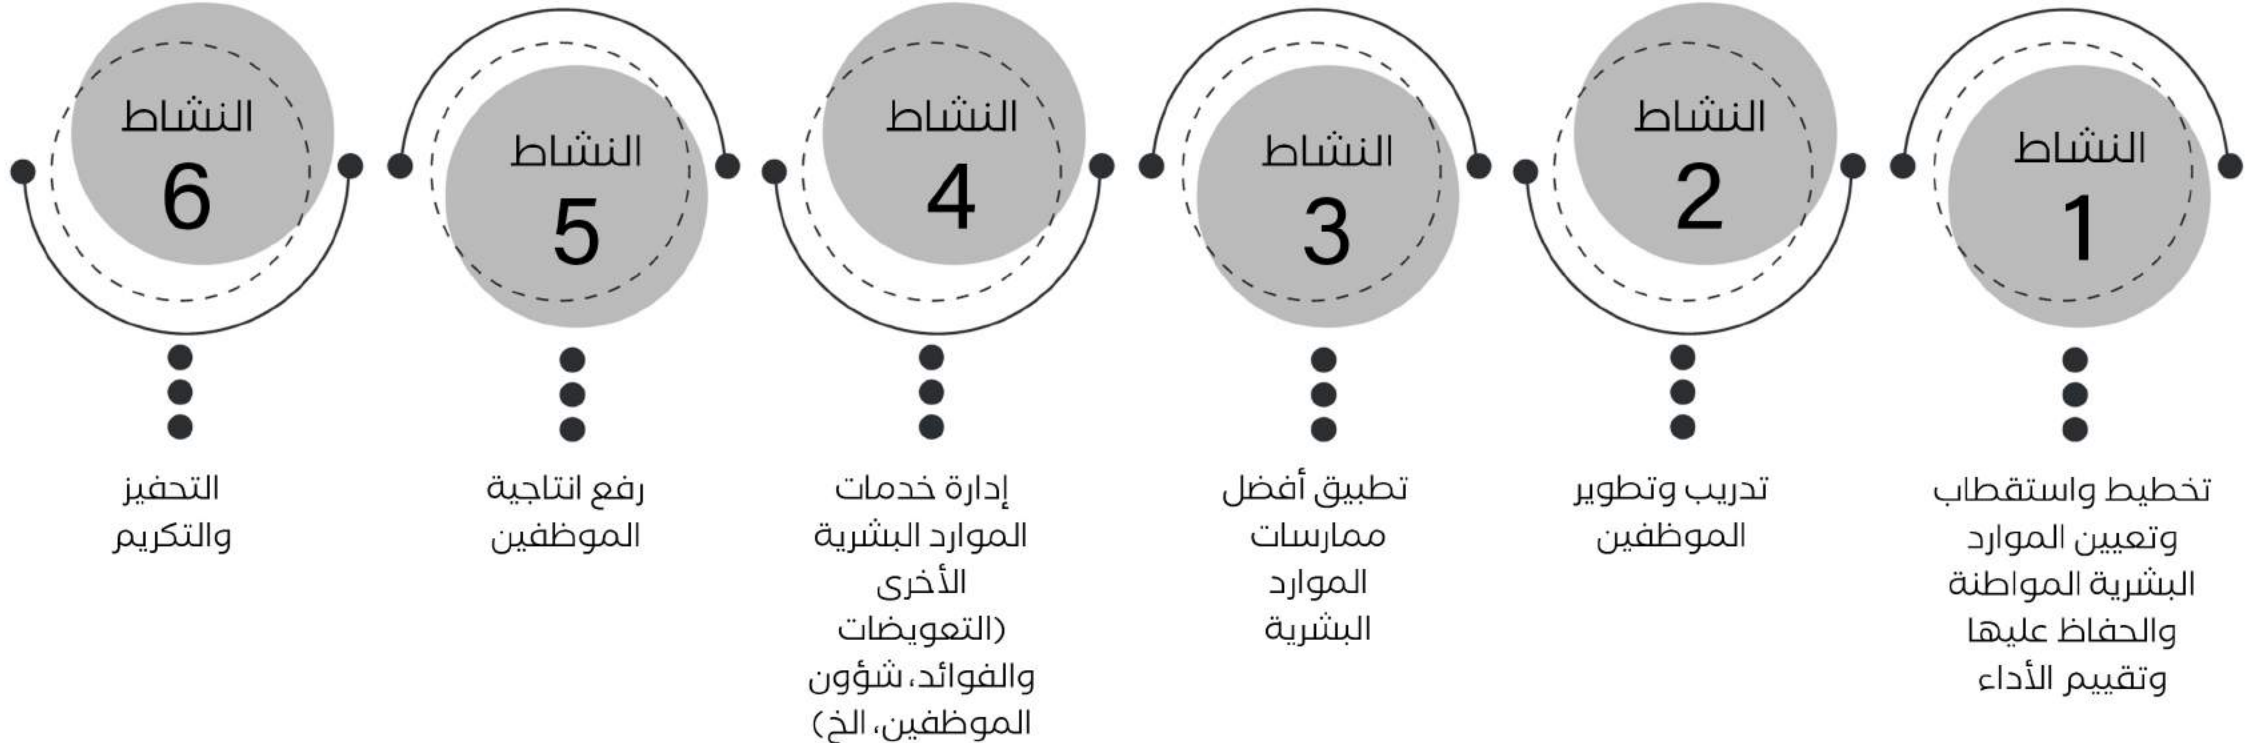 النشاط
1
تخطيط واستقطاب
وتعيين الموارد
البشرية المواطنة
والحفاظ عليها
وتقييم الأداء
النشاط
2
تدريب وتطوير
الموظفين
النشاط
3
تطبيق أفضل
ممارسات
الموارد
البشرية
النشاط
4
إدارة خدمات
الموارد البشرية
الأخرى
(التعويضات
والفوائد، شؤون
الموظفين، الخ)
النشاط
5
رفع انتاجية
الموظفين
النشاط
6
التحفيز
والتكريم